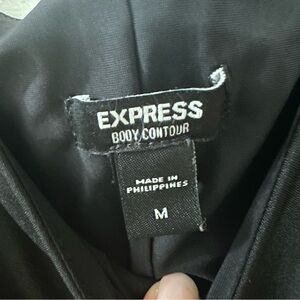 EXPRESS
BODY CONTOUR
MADE IN
PHILIPPINES
M